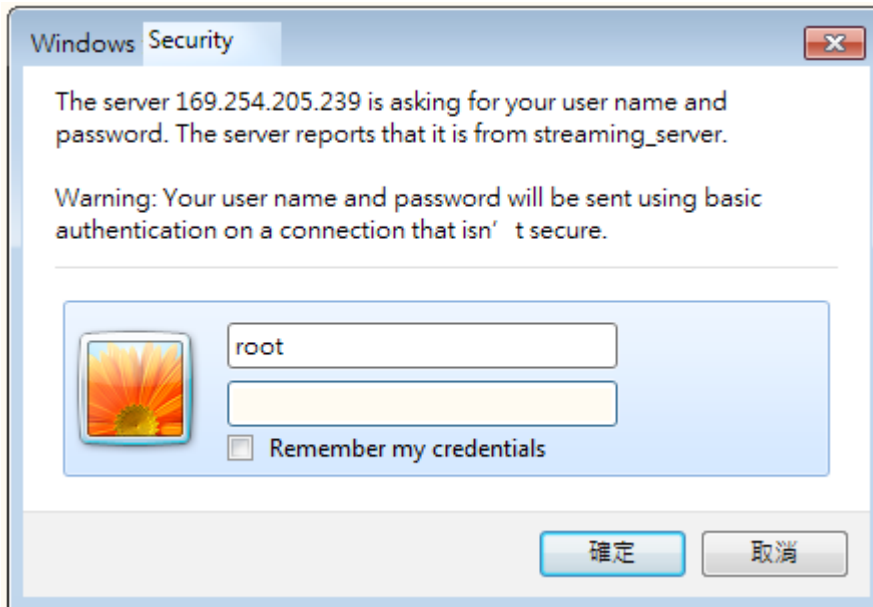 Windows Security
The server 169.254.205.239 is asking for your user name and
password. The server reports that it is from streaming_server.
Warning: Your user name and password will be sent using basic
authentication on a connection that isn’ t secure.
root
Remember my credentials
確定 取消